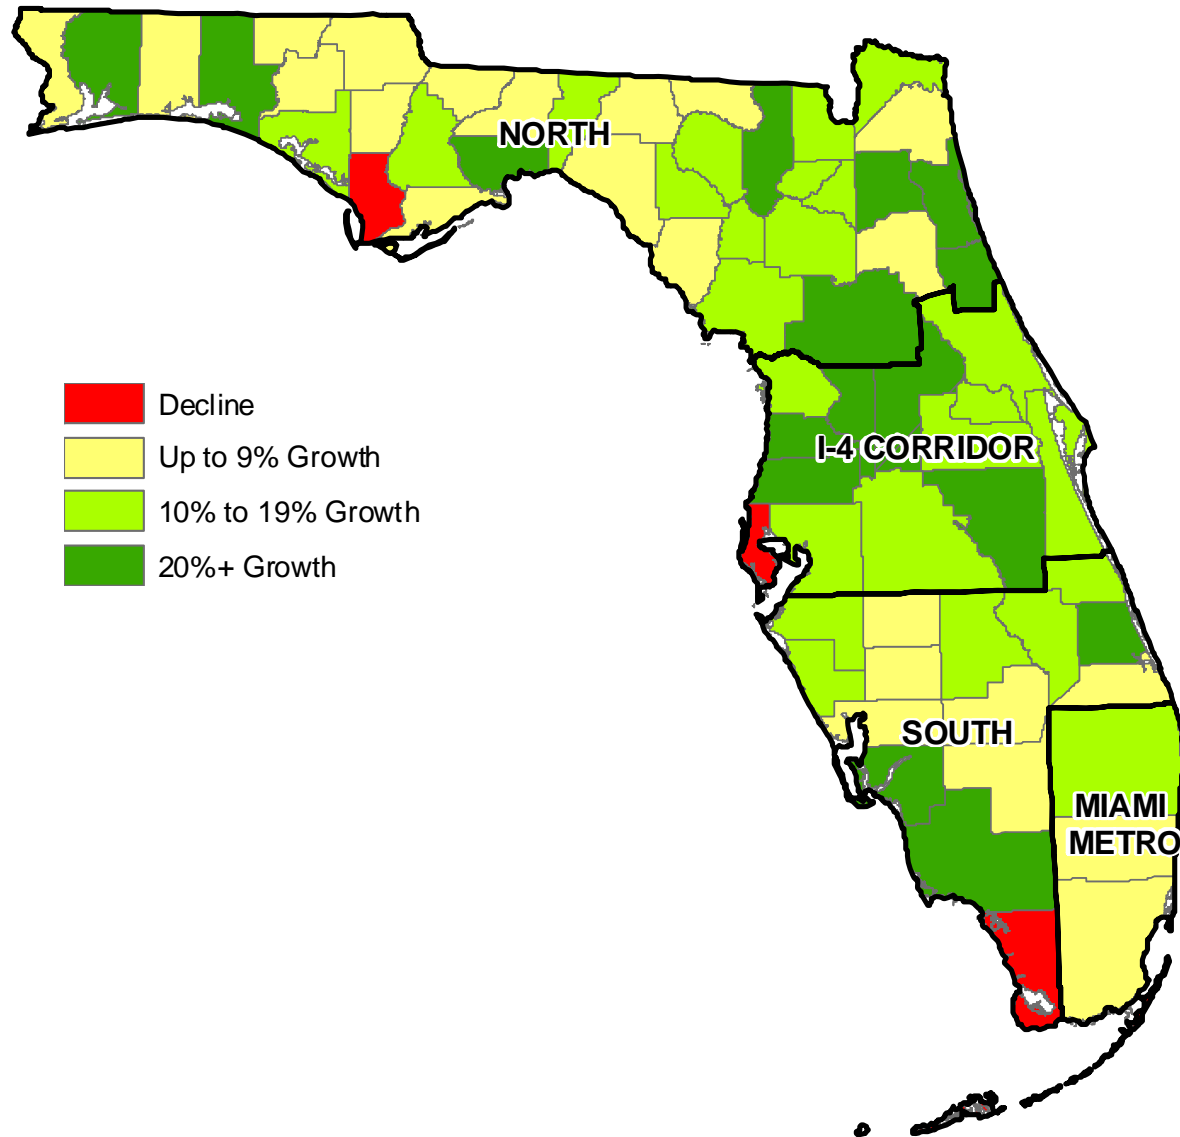 NORTH
Decline
Up to 9% Growth
10% to 19% Growth
20%+ Growth
I-4 CORRIDOR
SOUTH
MIAMI
METRO